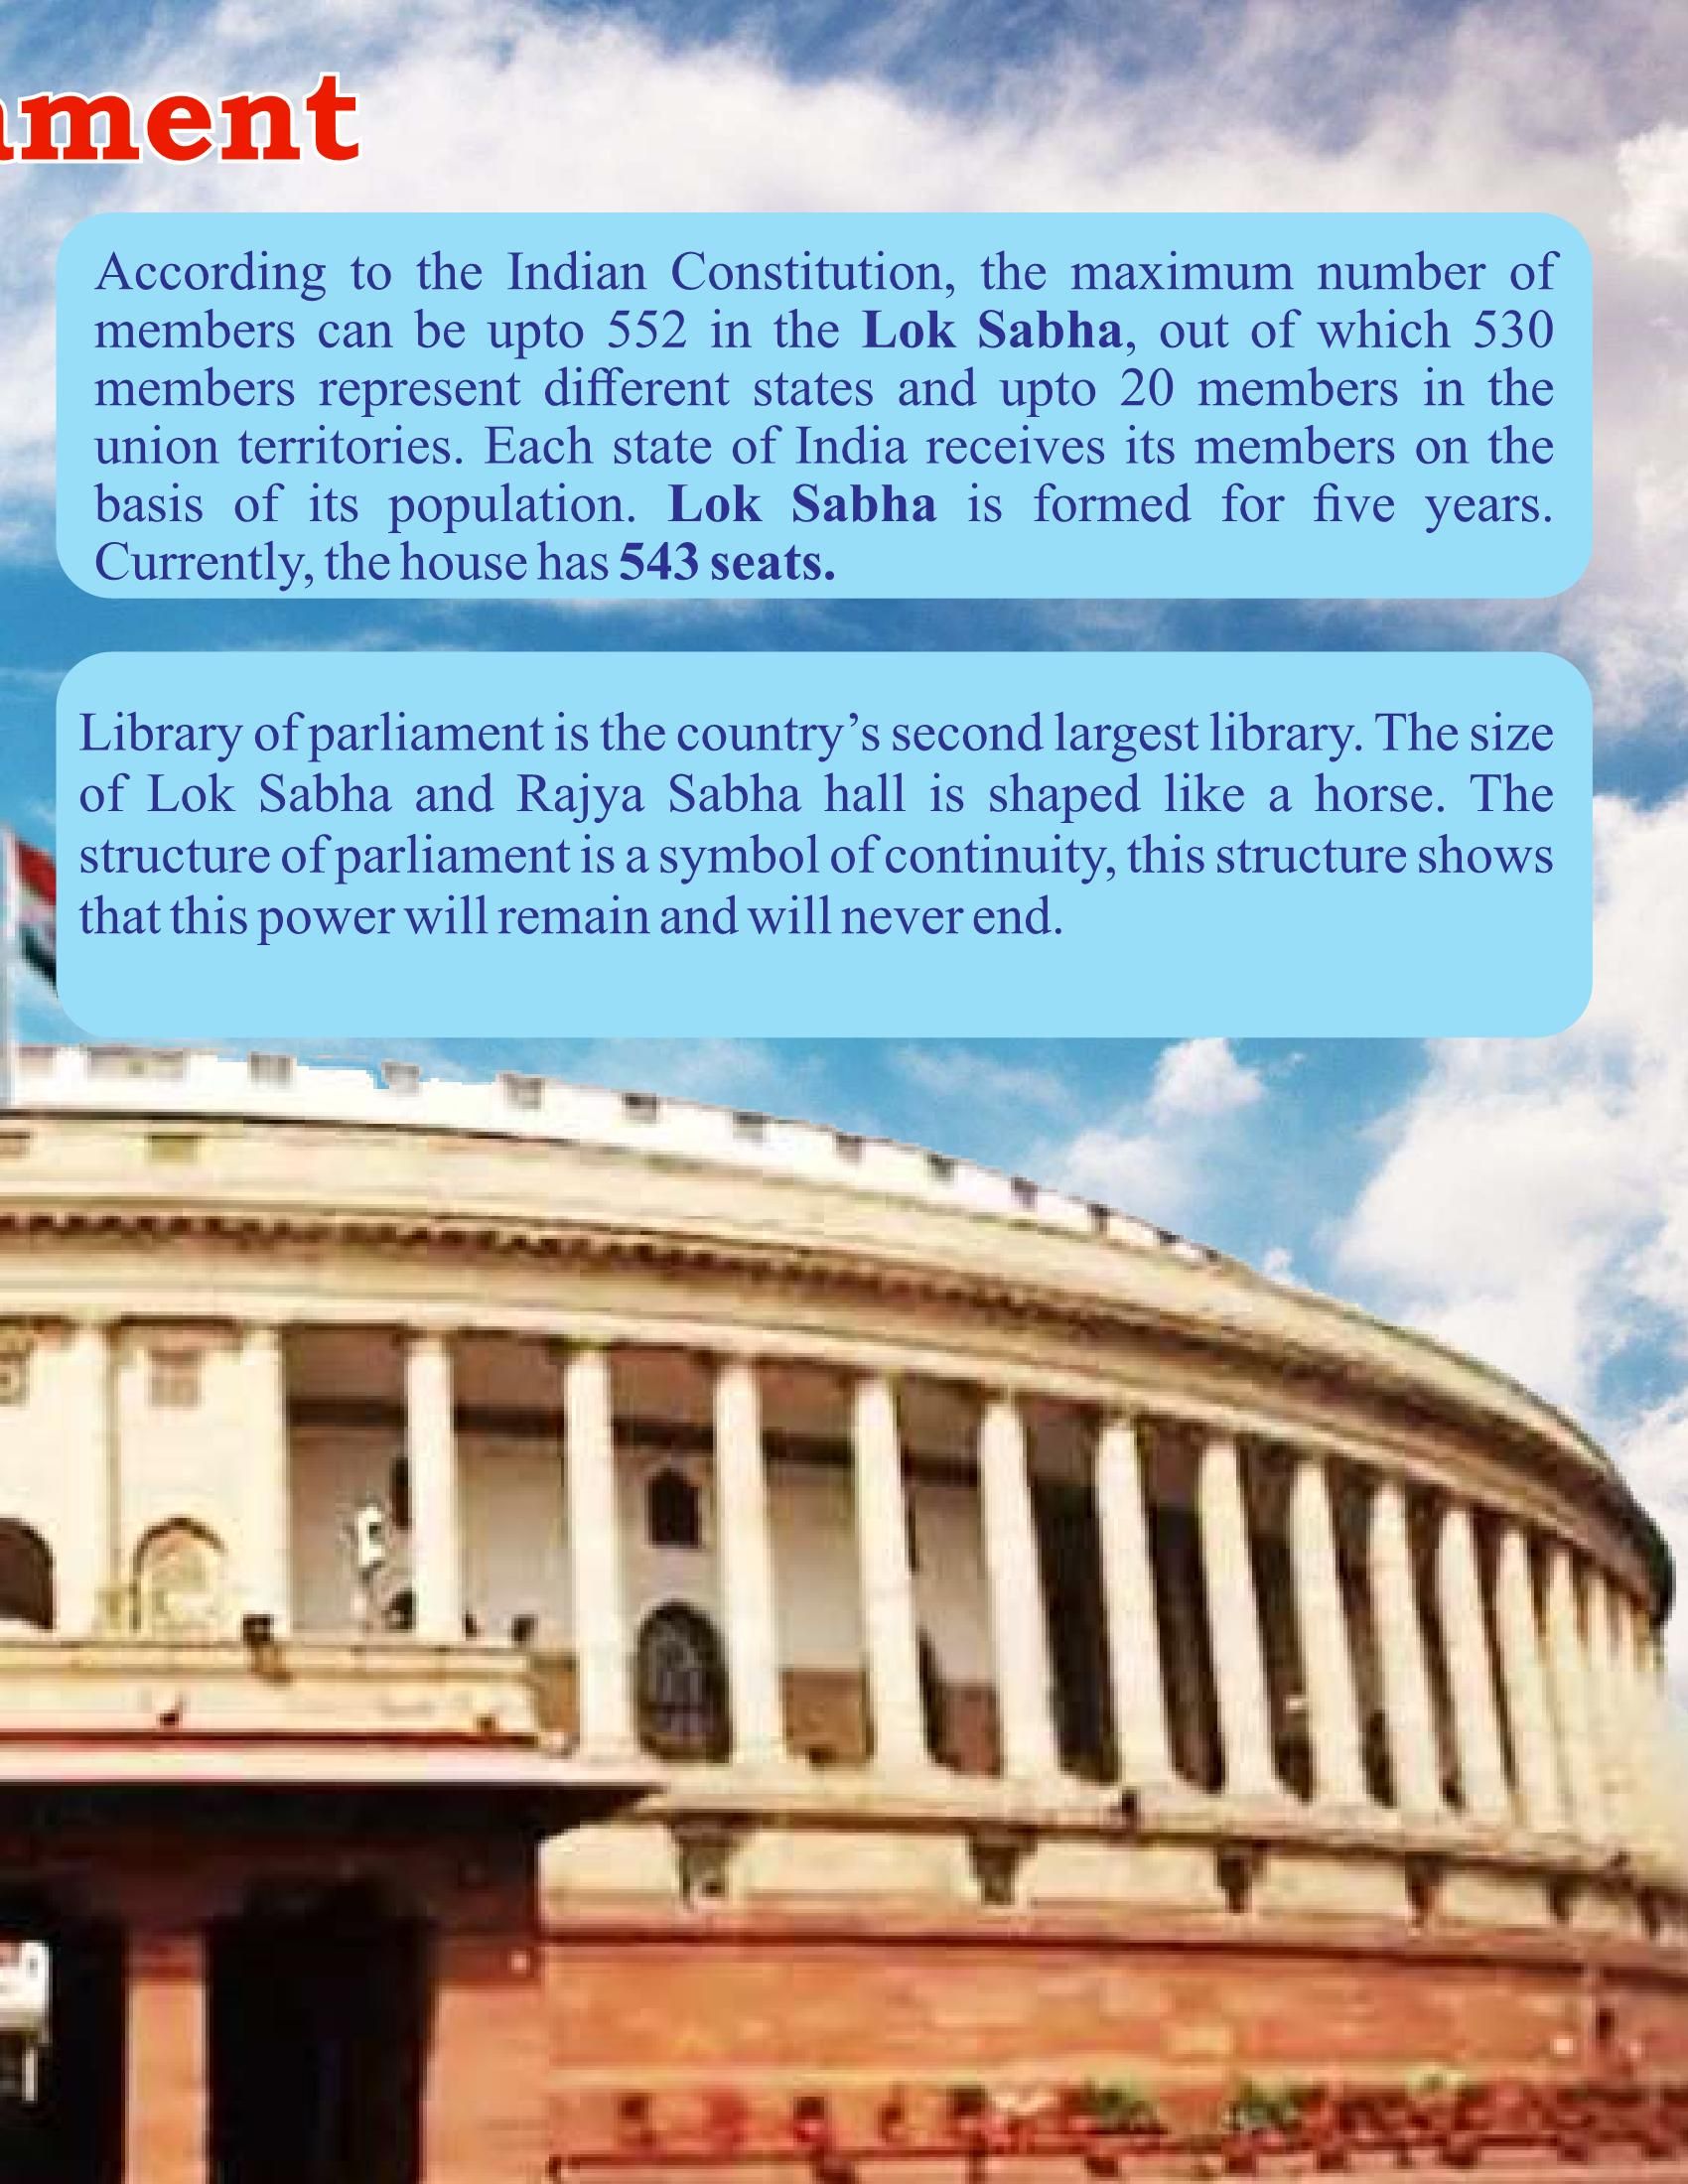 ament
According to the Indian Constitution, the maximum number of
members can be upto 552 in the Lok Sabha, out of which 530
members represent different states and upto 20 members in the
union territories. Each state of India receives its members on the
basis of its population. Lok Sabha is formed for five years.
Currently, the house has 543 seats.
Library of parliament is the country’s second largest library. The size
of Lok Sabha and Rajya Sabha hall is shaped like a horse. The
structure of parliament is a symbol of continuity, this structure shows
that this power will remain and will never end.